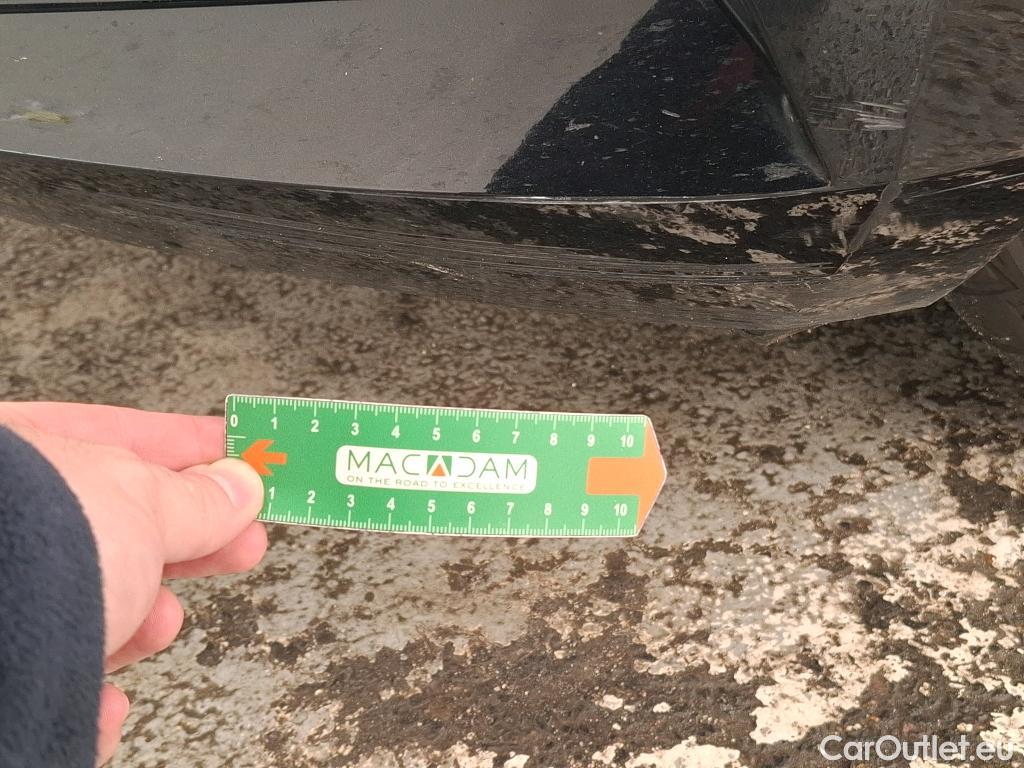 0 1 2 3 4 5 6 7 8 9 10
MACADAM
ON THE ROAD TO EXCELLENCE
1 2 3 4 5 6 7 8 9 10
CarOutlet.eu